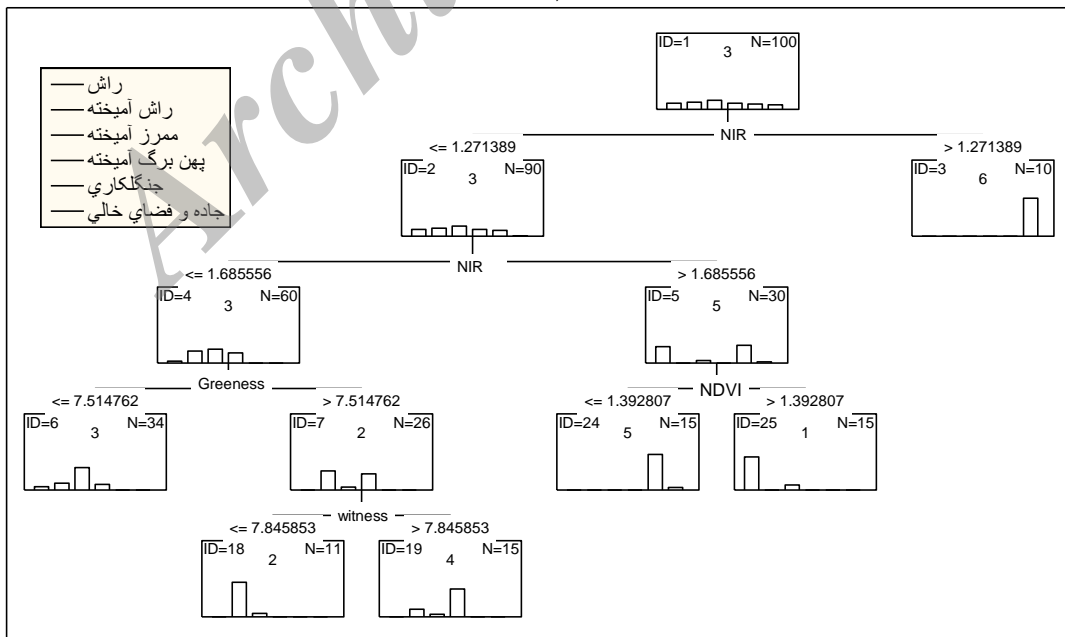 ID=1 N=100
3
راش
راش آميخته
ممرز آميخته
پهن برگ آميخته
جنگلكاري
جاده و فضاي خالي
NIR
<= 1.271389 > 1.271389
ID=2 N=90
3
ID=3 N=10
6
NIR
<= 1.685556 > 1.685556
ID=4 N=60
3
ID=5 N=30
5
Greeness
NDVI
<= 7.514762 > 7.514762
<= 1.392807 > 1.392807
ID=6 N=34
3
ID=7 N=26
2
ID=24 N=15
5
ID=25 N=15
1
witness
<= 7.845853 > 7.845853
ID=18 N=11
2
ID=19 N=15
4